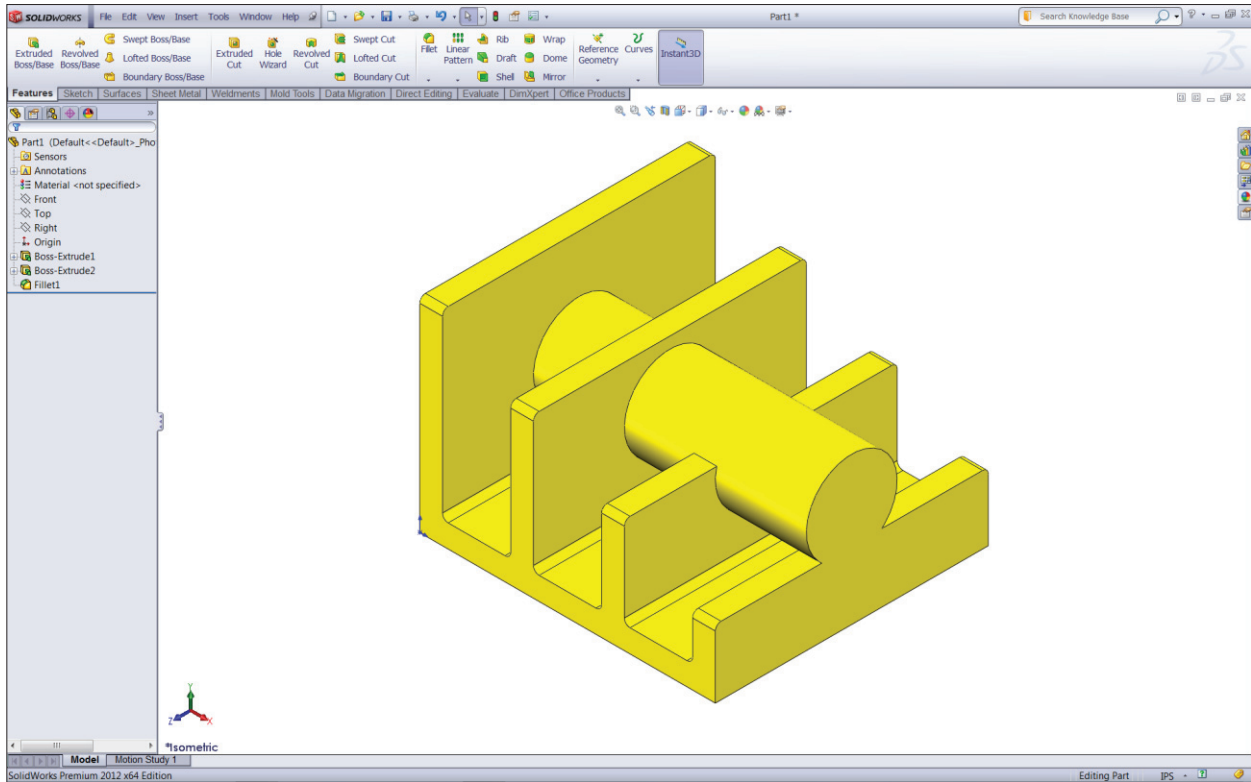 SOLIDWORKS File Edit View Insert Tools Window Help Part1 * Search Knowledge Base
Extruded Boss/Base
Revolved Boss/Base
Swept Boss/Base
Lofted Boss/Base
Boundary Boss/Base
Extruded Cut
Hole Wizard
Revolved Cut
Swept Cut
Lofted Cut
Boundary Cut
Fillet
Linear Pattern
Rib
Draft
Shell
Wrap
Dome
Mirror
Reference Geometry
Curves
Instant3D
Features Sketch Surfaces Sheet Metal Weldments Mold Tools Data Migration Direct Editing Evaluate DimXpert Office Products
Part1 (Default<<Default>_Pho
Sensors
Annotations
Material <not specified>
Front
Top
Right
Origin
Boss-Extrude1
Boss-Extrude2
Fillet1
Y
Z X
*Isometric
Model Motion Study 1
SolidWorks Premium 2012 x64 Edition Editing Part IPS